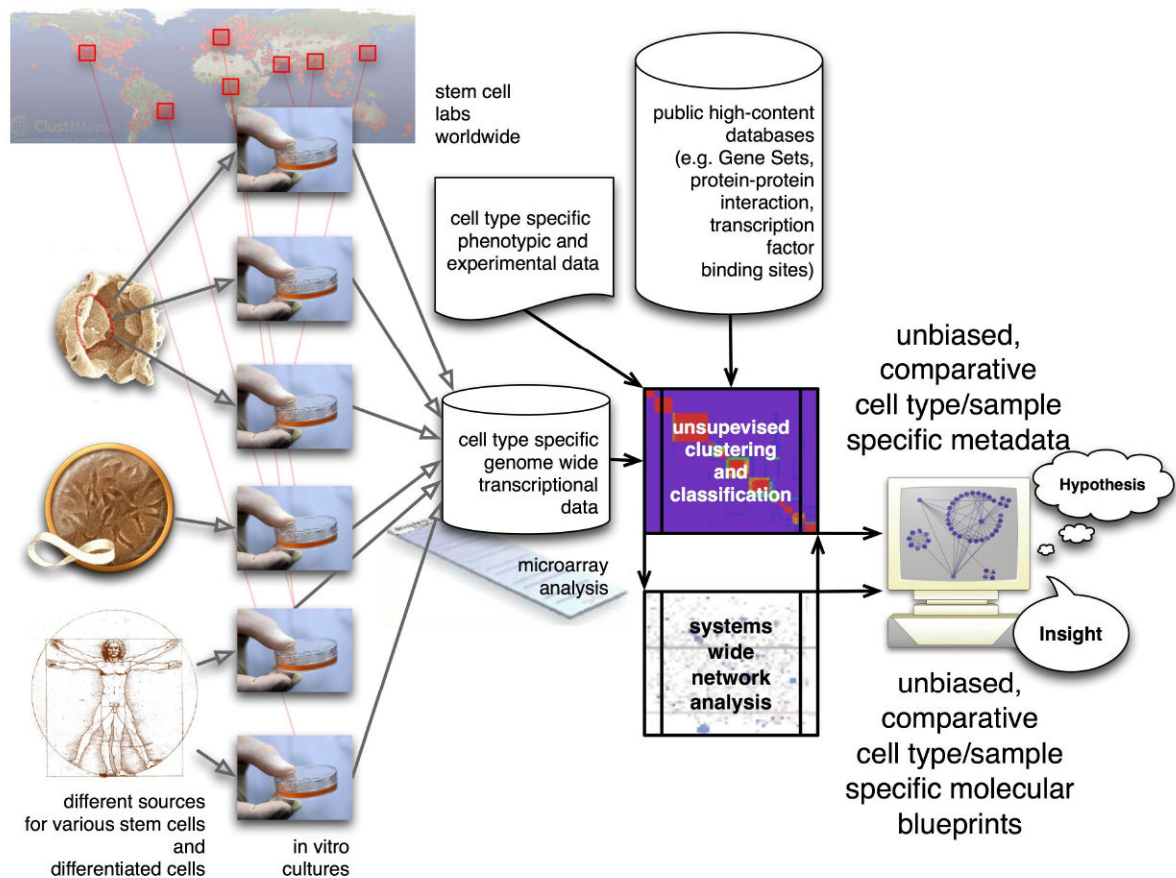 ClustrMaps
stem cell
labs
worldwide
public high-content
databases
(e.g. Gene Sets,
protein-protein
interaction,
transcription
factor
binding sites)
cell type specific
phenotypic and
experimental data
cell type specific
genome wide
transcriptional
data
microarray
analysis
unsupevised
clustering
and
classification
systems
wide
network
analysis
unbiased,
comparative
cell type/sample
specific metadata
Hypothesis
Insight
unbiased,
comparative
cell type/sample
specific molecular
blueprints
different sources
for various stem cells
and
differentiated cells
in vitro
cultures